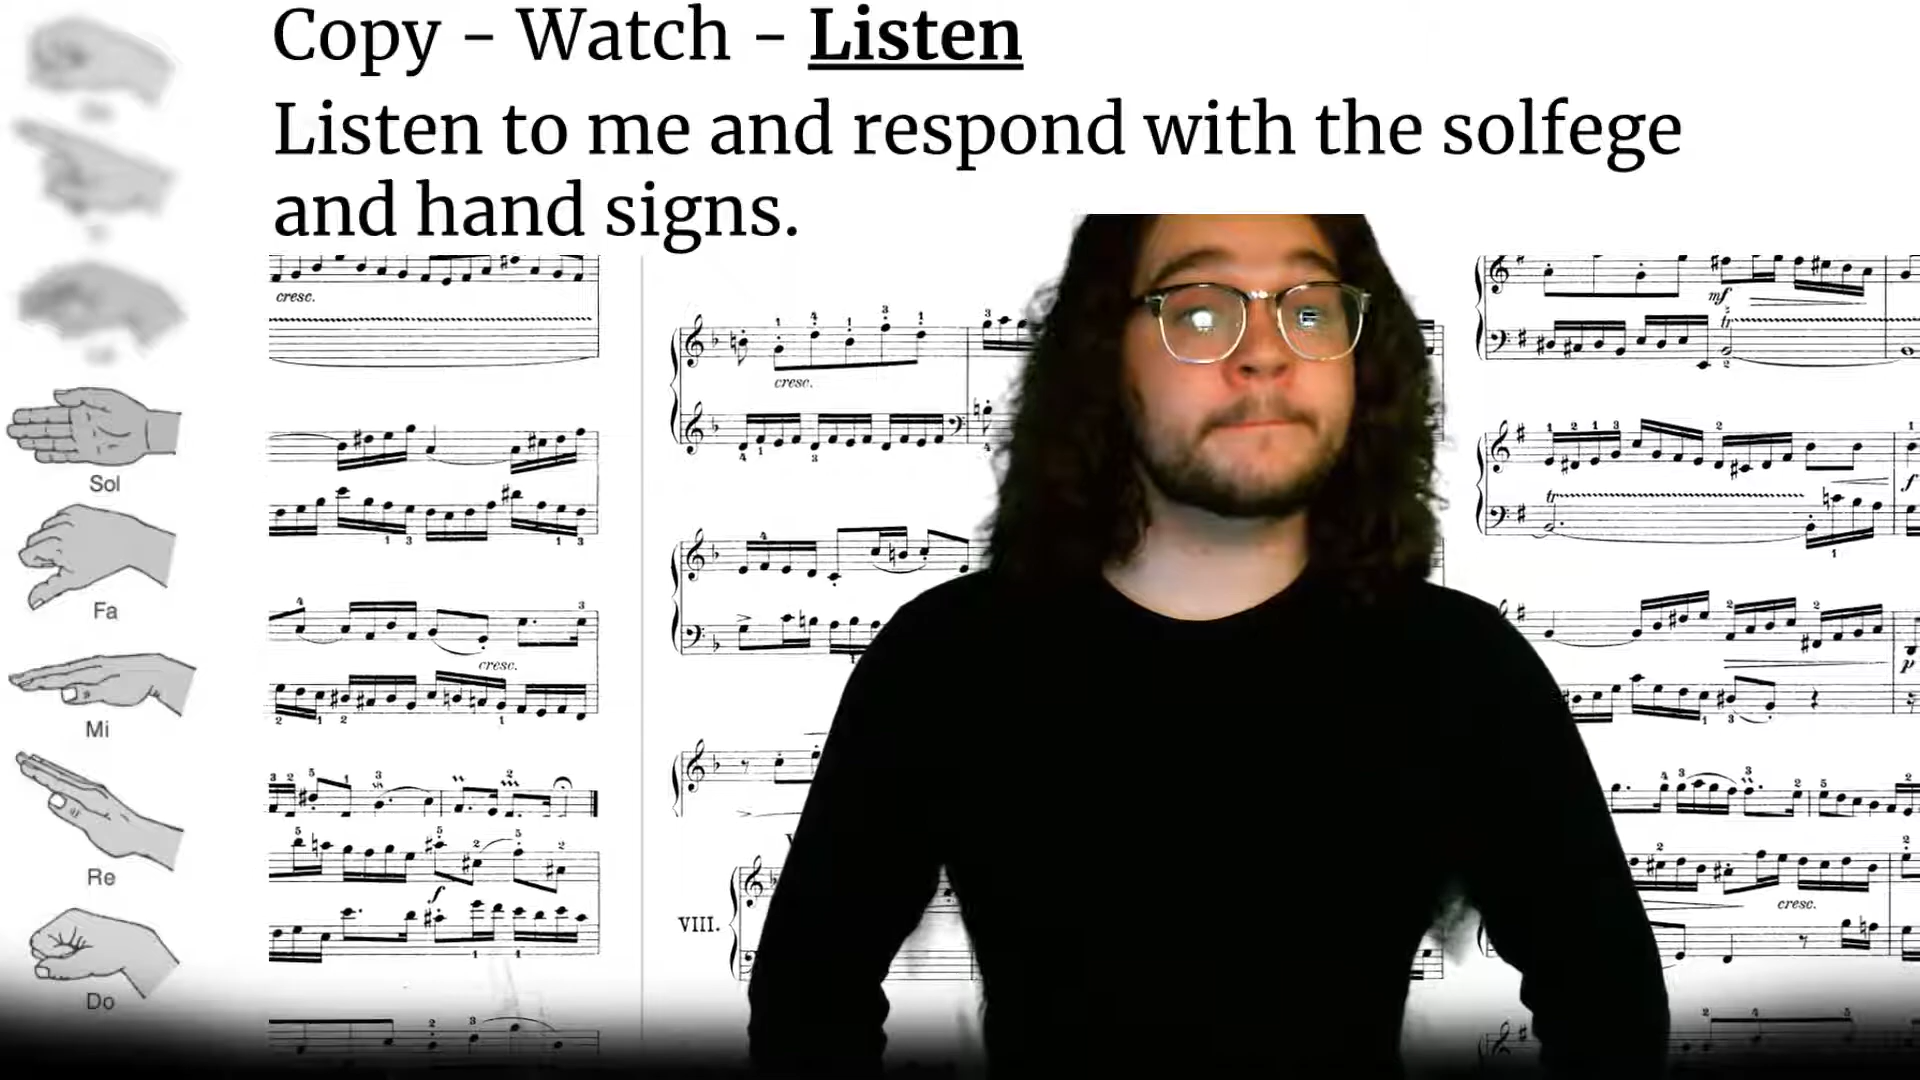 Copy - Watch - Listen
Listen to me and respond with the solfege
and hand signs.
Sol
Fa
Mi
Re
Do
cresc.
cresc.
cresc.
VIII.
mf
cresc.